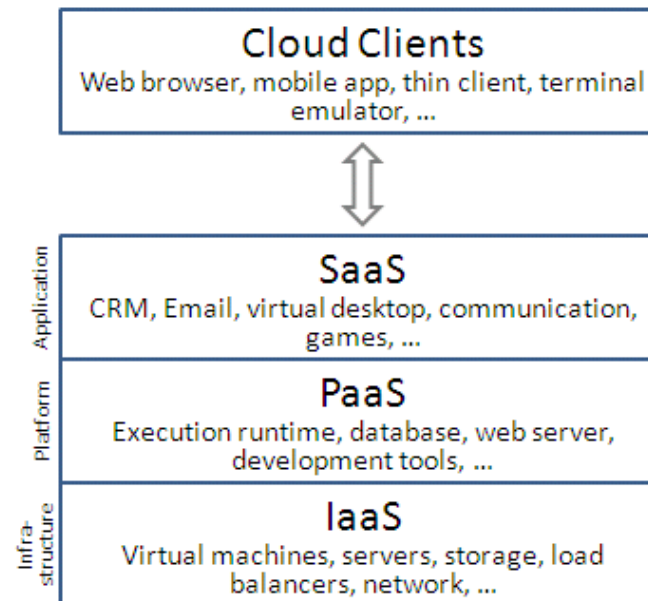 Cloud Clients
Web browser, mobile app, thin client, terminal
emulator, ...
Application
SaaS
CRM, Email, virtual desktop, communication,
games, ...
Platform
PaaS
Execution runtime, database, web server,
development tools, ...
Infra-
structure
IaaS
Virtual machines, servers, storage, load
balancers, network, ...